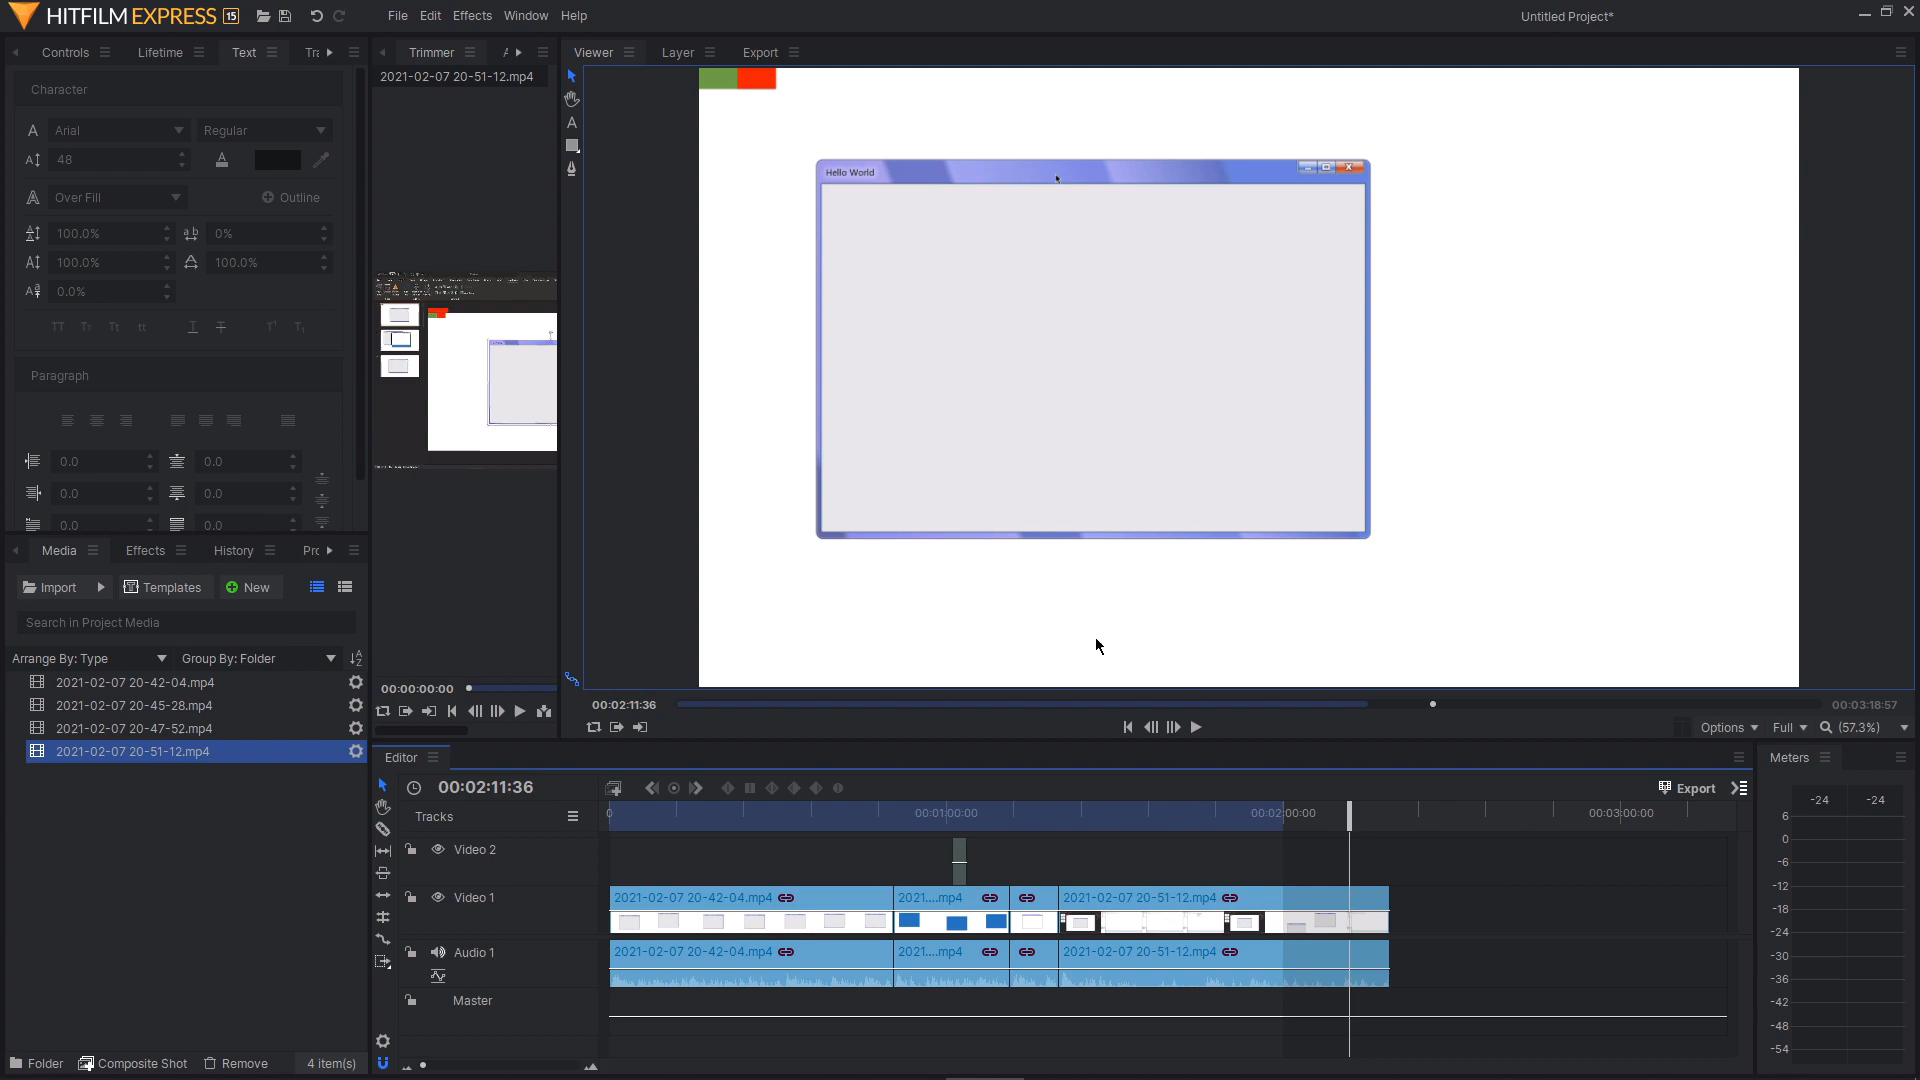 HITFILM EXPRESS 15
File Edit Effects Window Help
Untitled Project*
Controls Lifetime Text
Trimmer
Viewer Layer Export
2021-02-07 20-51-12.mp4
Character
Arial Regular
48
Over Fill Outline
100.0% 0%
100.0% 100.0%
0.0%
Paragraph
0.0 0.0
0.0 0.0
0.0 0.0
Hello World
Media Effects History
Import Templates New
Search in Project Media
Arrange By: Type Group By: Folder
2021-02-07 20-42-04.mp4
2021-02-07 20-45-28.mp4
2021-02-07 20-47-52.mp4
2021-02-07 20-51-12.mp4
Folder Composite Shot Remove 4 item(s)
00:00:00:00
00:02:11:36 00:03:18:57
Options Full (57.3%)
Editor
00:02:11:36
Export
Tracks
0 00:01:00:00 00:02:00:00 00:03:00:00
Video 2
Video 1
2021-02-07 20-42-04.mp4 2021....mp4 2021-02-07 20-51-12.mp4
Audio 1
2021-02-07 20-42-04.mp4 2021....mp4 2021-02-07 20-51-12.mp4
Master
Meters
-24 -24
6
0
-6
-12
-18
-24
-30
-36
-42
-48
-54